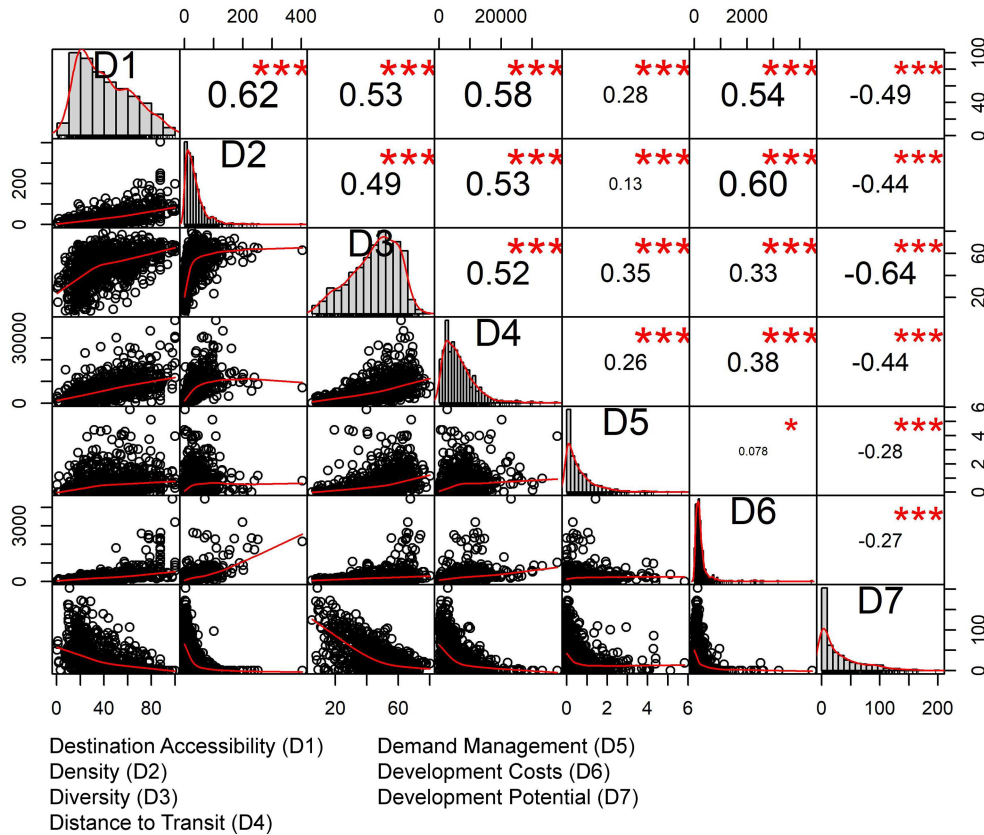 0 200 400 0 20000 0 2000
D1 0.62 *** 0.53 *** 0.58 *** 0.28 *** 0.54 *** -0.49 *** 0 40 80 100
0 200 D2 0.49 *** 0.53 *** 0.13 *** 0.60 *** -0.44 ***
D3 0.52 *** 0.35 *** 0.33 *** -0.64 *** 20 60
0 30000 D4 0.26 *** 0.38 *** -0.44 ***
D5 0.078 * -0.28 *** 0 2 4 6
0 3000 D6 -0.27 ***
D7 0 100
0 40 80 20 60 0 2 4 6 0 100 200
Destination Accessibility (D1) Demand Management (D5)
Density (D2) Development Costs (D6)
Diversity (D3) Development Potential (D7)
Distance to Transit (D4)